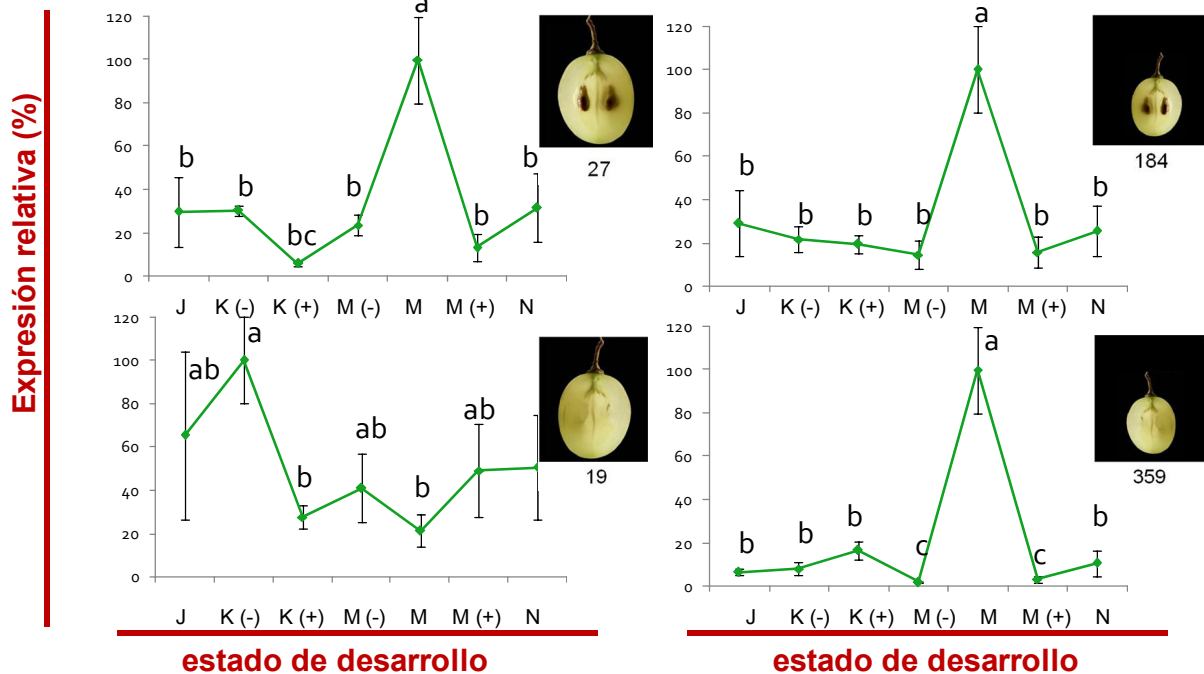 Expresión relativa (%)
120
100
80
60
40
20
0
b
b
bc
b
a
b
b
J K (-) K (+) M (-) M M (+) N
27
120
100
80
60
40
20
0
b
b
b
b
a
b
b
J K (-) K (+) M (-) M M (+) N
184
120
100
80
60
40
20
0
ab
a
b
ab
b
ab
J K (-) K (+) M (-) M M (+) N
19
120
100
80
60
40
20
0
b
b
b
c
a
c
b
J K (-) K (+) M (-) M M (+) N
359
estado de desarrollo
estado de desarrollo